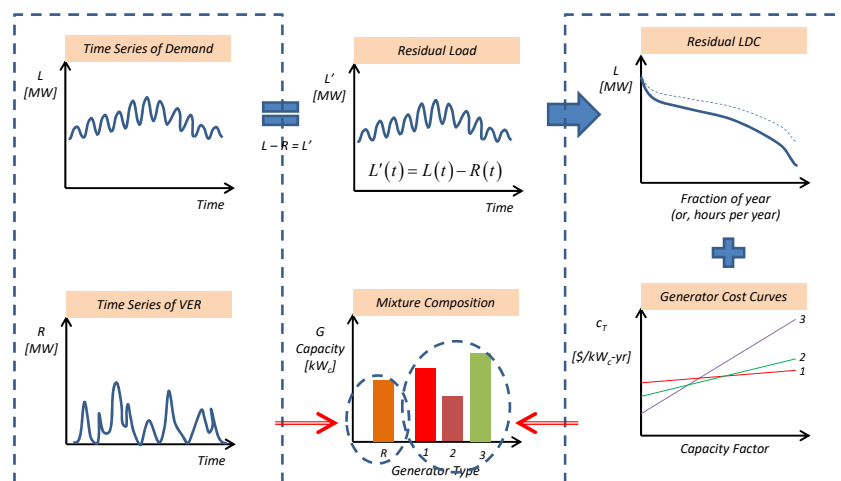 Time Series of Demand
L
[MW]
Time
L – R = L’
Residual Load
L’
[MW]
L′(t) = L(t) − R(t)
Time
Residual LDC
L
[MW]
Fraction of year
(or, hours per year)
Time Series of VER
R
[MW]
Time
Mixture Composition
G
Capacity
[kWc]
R 1 2 3
Generator Type
Generator Cost Curves
cT
[$/kWc-yr]
3
2
1
Capacity Factor